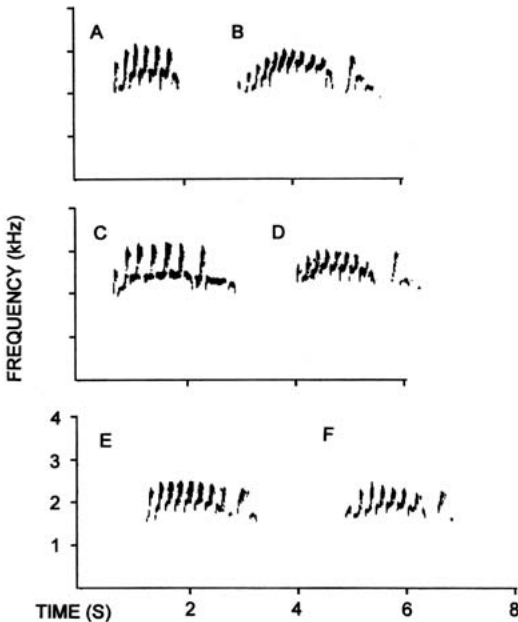 A B
C D
FREQUENCY (kHz)
4
E F
3
2
1
TIME (S) 2 4 6 8